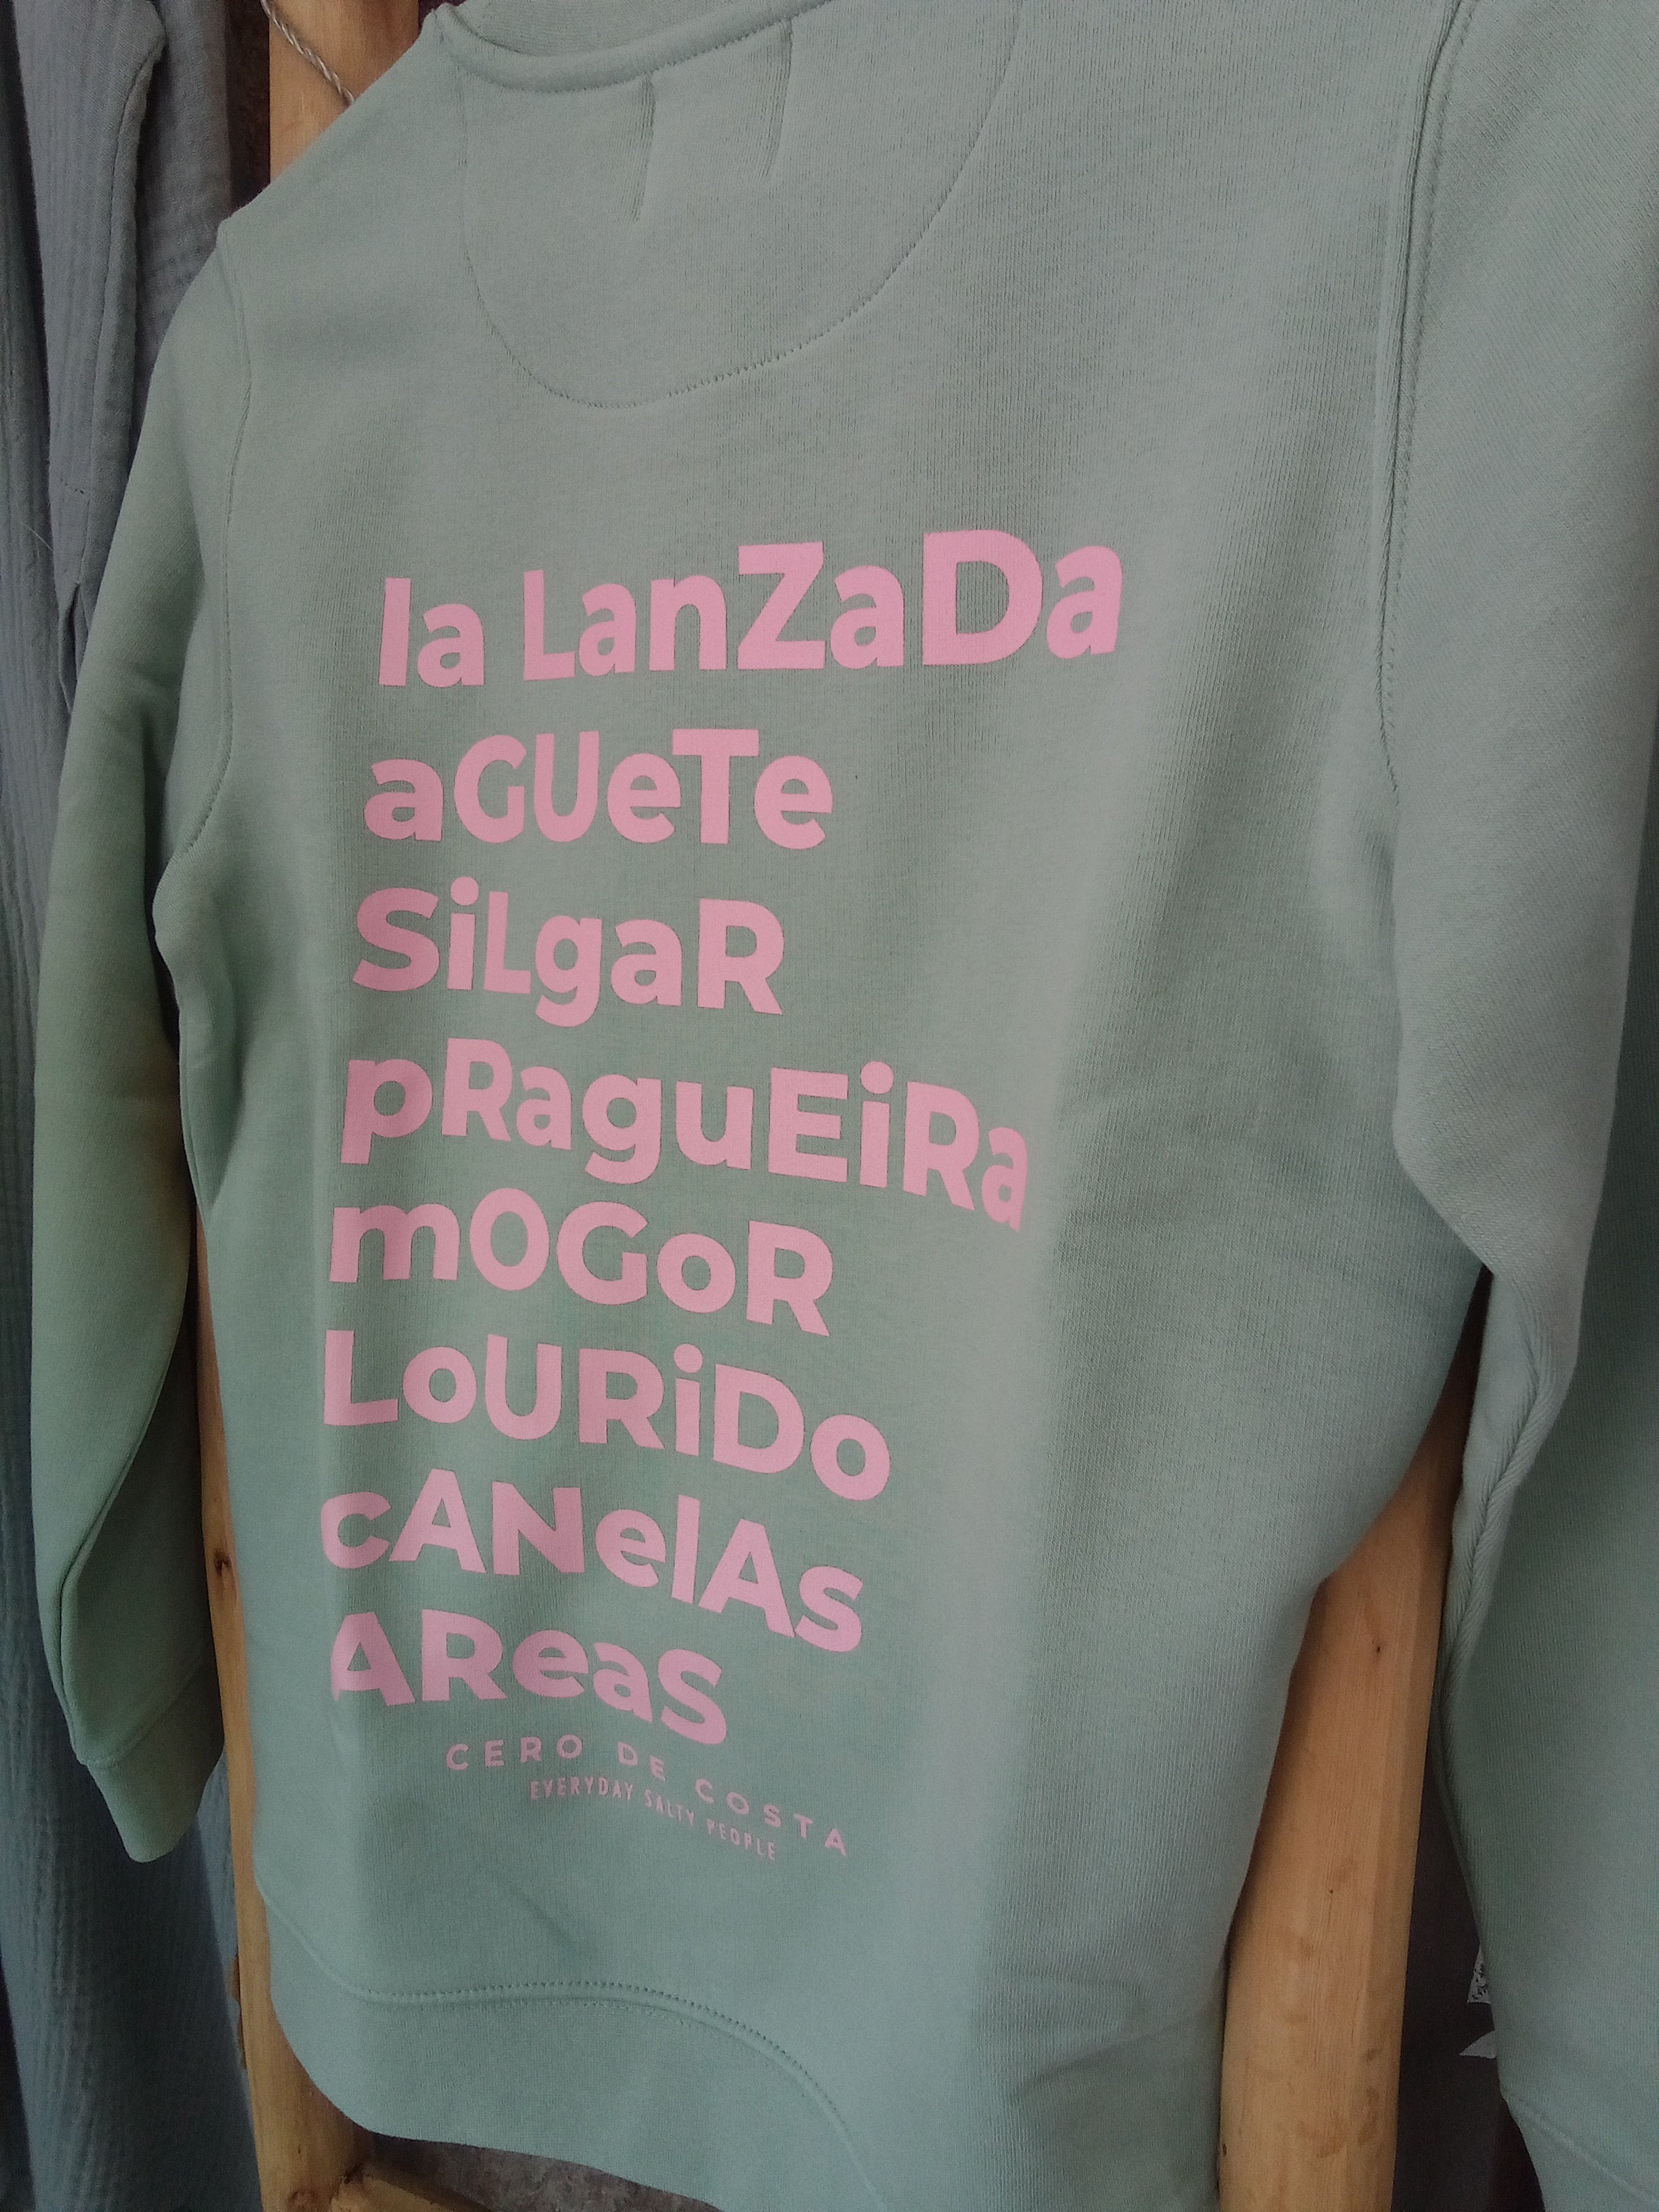 la LanZaDa
aGUeTe
SiLgaR
pRaguEiRa
mOGoR
LoURiDo
cANelAs
AReaS
CERO DE COSTA
EVERYDAY SALTY PEOPLE